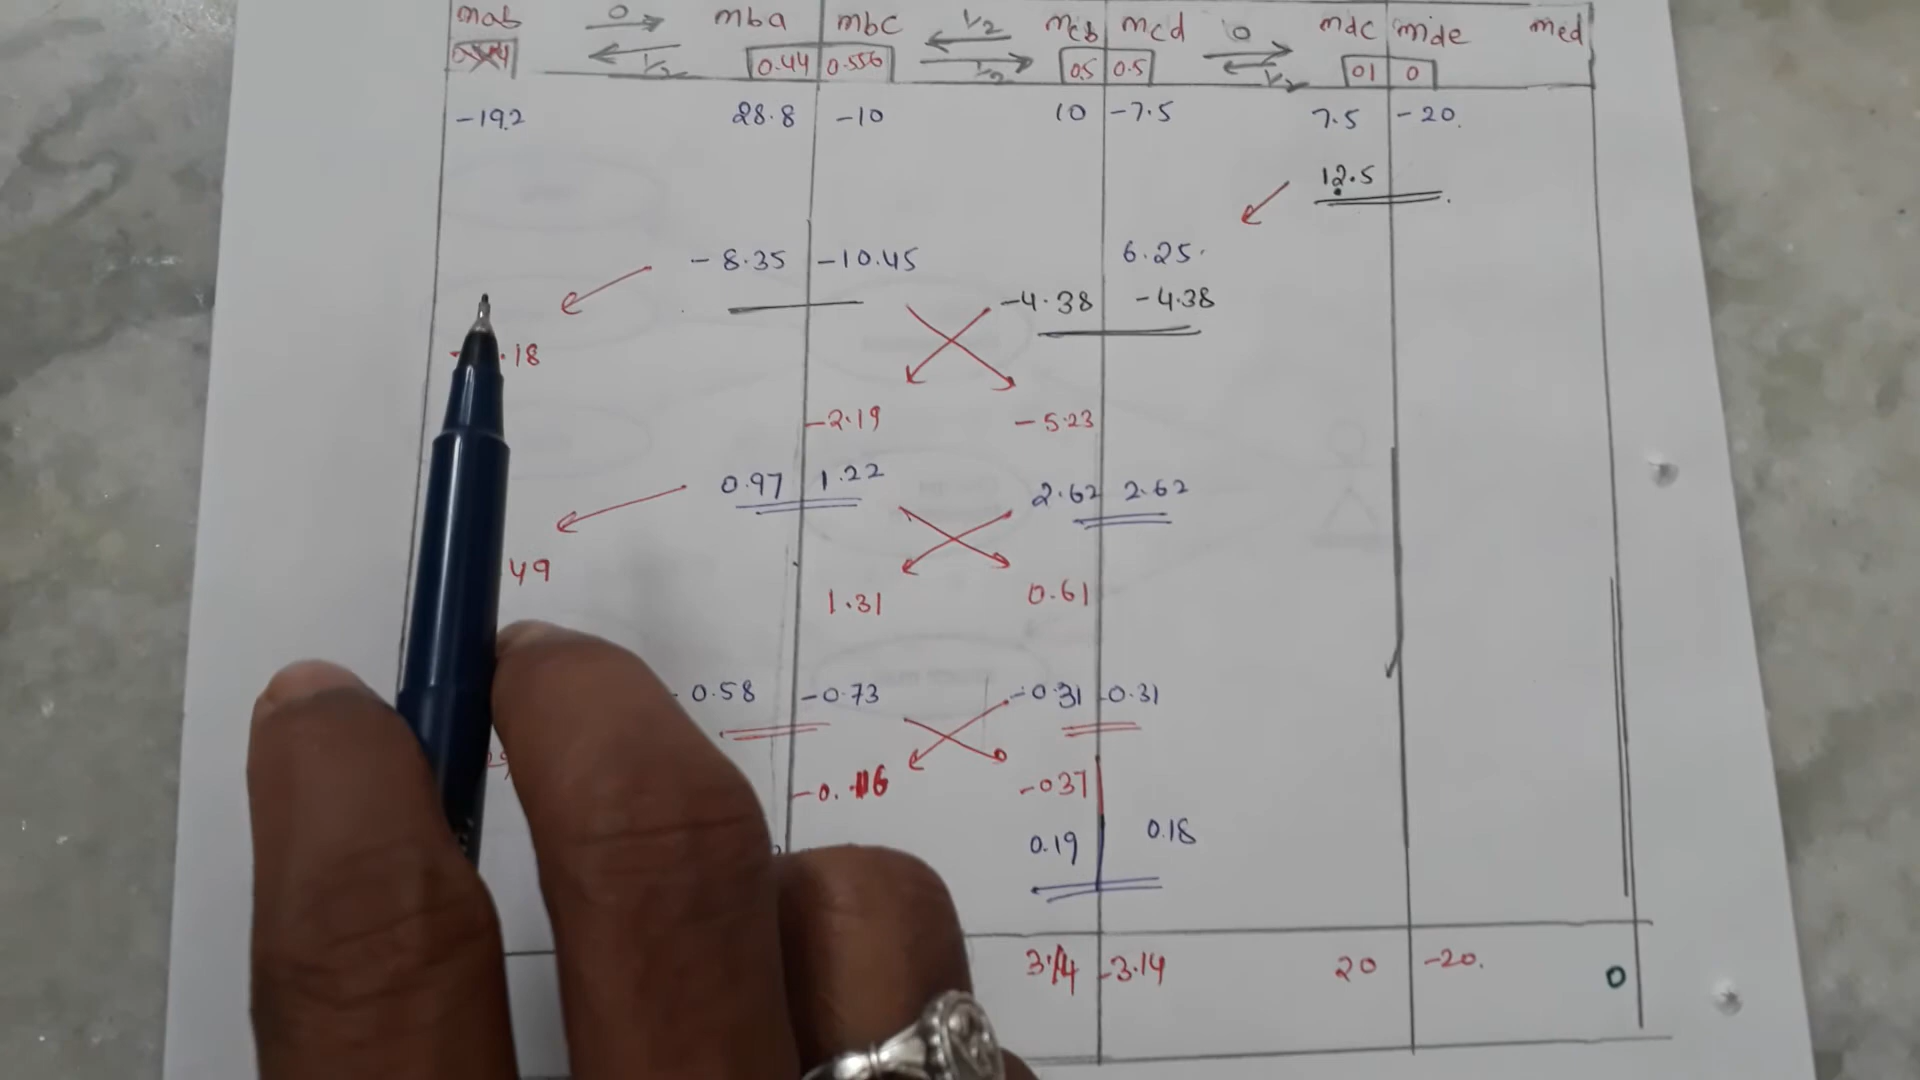 mab 0 mba mbc 1/2 mcb mcd 0 mdc mde med
1/2 0.44 0.556 1/2 0.5 0.5 1/2 01 0
-19.2 28.8 -10 10 -7.5 7.5 -20.
12.5
6.25
-8.35 -10.45
-4.38 -4.38
.18
-2.19 -5.23
0.97 1.22 2.62 2.62
49
1.31 0.61
0.58 -0.73 -0.31 -0.31
-0.16 -037
0.19 0.18
3.14 -3.14 20 -20. 0